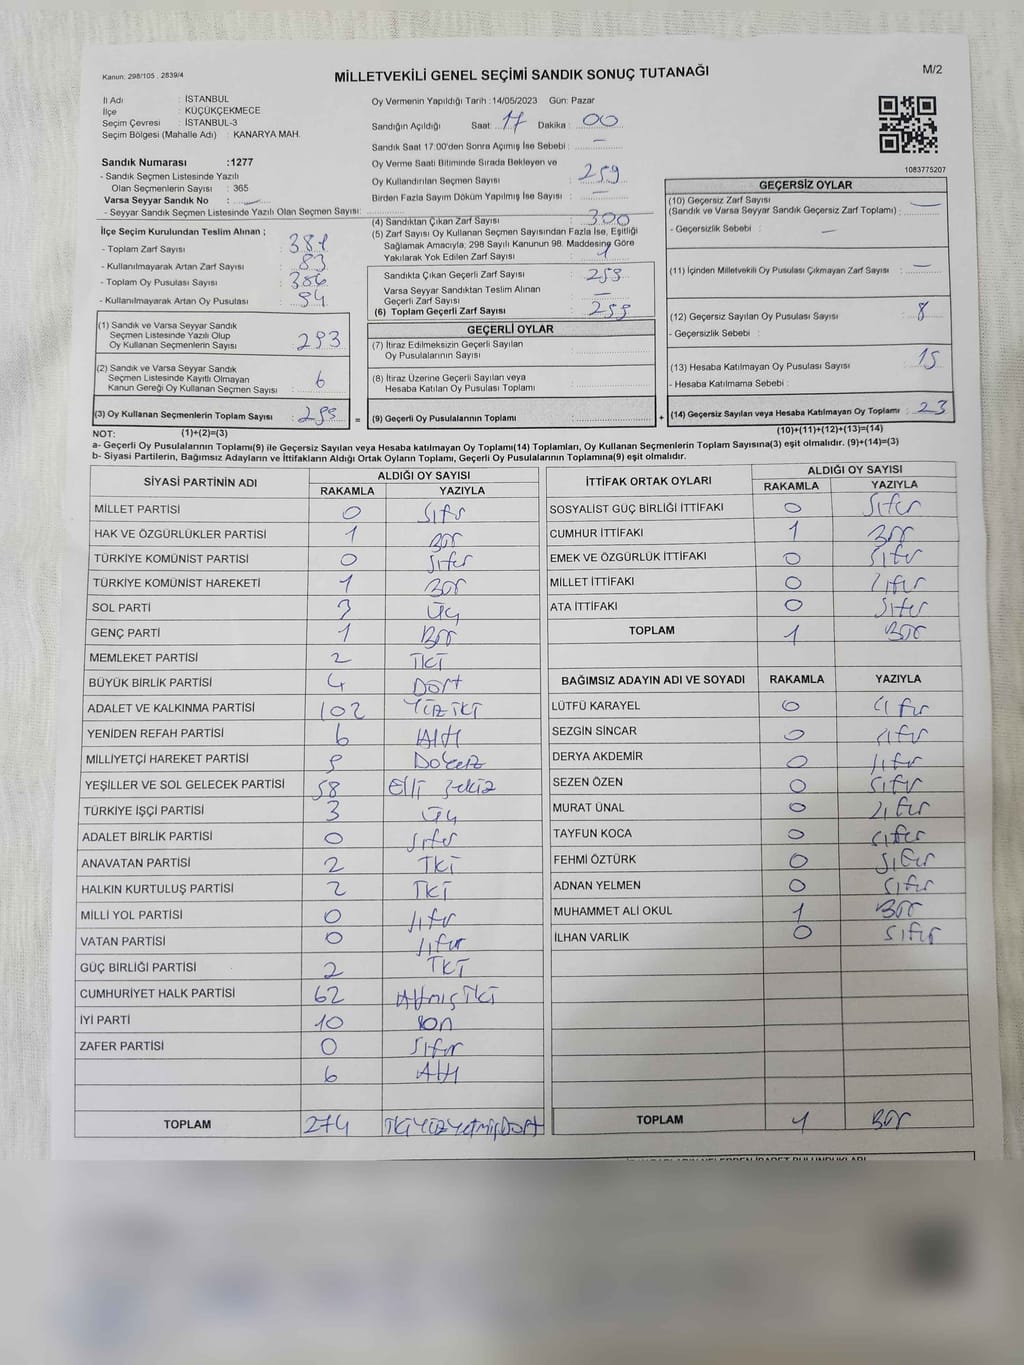 Kanun: 298/105 . 2839/4
MİLLETVEKİLİ GENEL SEÇİMİ SANDIK SONUÇ TUTANAĞI
M/2
İl Adı : İSTANBUL
İlçe : KÜÇÜKÇEKMECE
Seçim Çevresi : İSTANBUL-3
Seçim Bölgesi (Mahalle Adı) : KANARYA MAH.
Sandık Numarası :1277
- Sandık Seçmen Listesinde Yazılı
Olan Seçmenlerin Sayısı : 365
Varsa Seyyar Sandık No :
- Seyyar Sandık Seçmen Listesinde Yazılı Olan Seçmen Sayısı:
Oy Vermenin Yapıldığı Tarih :14/05/2023 Gün: Pazar
Sandığın Açıldığı Saat: 17 Dakika : 00
Sandık Saat 17:00'den Sonra Açımış İse Sebebi : —
Oy Verme Saati Bitiminde Sırada Bekleyen ve
Oy Kullandırılan Seçmen Sayısı : 259
Birden Fazla Sayım Döküm Yapılmış İse Sayısı : —
1083775207
İlçe Seçim Kurulundan Teslim Alınan ;
- Toplam Zarf Sayısı : 381
- Kullanılmayarak Artan Zarf Sayısı : 83
- Toplam Oy Pusulası Sayısı : 386
- Kullanılmayarak Artan Oy Pusulası : 94
(1) Sandık ve Varsa Seyyar Sandık
Seçmen Listesinde Yazılı Olup
Oy Kullanan Seçmenlerin Sayısı : 293
(2) Sandık ve Varsa Seyyar Sandık
Seçmen Listesinde Kayıtlı Olmayan
Kanun Gereği Oy Kullanan Seçmen Sayısı : 6
(3) Oy Kullanan Seçmenlerin Toplam Sayısı : 299
(4) Sandıktan Çıkan Zarf Sayısı : 300
(5) Zarf Sayısı Oy Kullanan Seçmen Sayısından Fazla İse, Eşitliği
Sağlamak Amacıyla, 298 Sayılı Kanunun 98. Maddesine Göre
Yakılarak Yok Edilen Zarf Sayısı : 1
Sandıkta Çıkan Geçerli Zarf Sayısı : 299
Varsa Seyyar Sandıktan Teslim Alınan
Geçerli Zarf Sayısı : —
(6) Toplam Geçerli Zarf Sayısı : 299
GEÇERLİ OYLAR
(7) İtiraz Edilmeksizin Geçerli Sayılan
Oy Pusulalarının Sayısı :
(8) İtiraz Üzerine Geçerli Sayılan veya
Hesaba Katılan Oy Pusulası Toplamı :
= (9) Geçerli Oy Pusulalarının Toplamı :
GEÇERSİZ OYLAR
(10) Geçersiz Zarf Sayısı
(Sandık ve Varsa Seyyar Sandık Geçersiz Zarf Toplamı) : —
- Geçersizlik Sebebi : —
(11) İçinden Milletvekili Oy Pusulası Çıkmayan Zarf Sayısı : —
(12) Geçersiz Sayılan Oy Pusulası Sayısı : 8
- Geçersizlik Sebebi :
(13) Hesaba Katılmayan Oy Pusulası Sayısı : 15
- Hesaba Katılmama Sebebi :
+ (14) Geçersiz Sayılan veya Hesaba Katılmayan Oy Toplamı : 23
NOT: (1)+(2)=(3)
(10)+(11)+(12)+(13)=(14)
a- Geçerli Oy Pusulalarının Toplamı(9) ile Geçersiz Sayılan veya Hesaba katılmayan Oy Toplamı(14) Toplamları, Oy Kullanan Seçmenlerin Toplam Sayısına(3) eşit olmalıdır. (9)+(14)=(3)
b- Siyasi Partilerin, Bağımsız Adayların ve İttifakların Aldığı Ortak Oyların Toplamı, Geçerli Oy Pusulalarının Toplamına(9) eşit olmalıdır.
SİYASİ PARTİNİN ADI ALDIĞI OY SAYISI
RAKAMLA YAZIYLA
MİLLET PARTİSİ 0 Sıfır
HAK VE ÖZGÜRLÜKLER PARTİSİ 1 Bir
TÜRKİYE KOMÜNİST PARTİSİ 0 Sıfır
TÜRKİYE KOMÜNİST HAREKETİ 1 Bir
SOL PARTİ 3 Üç
GENÇ PARTİ 1 Bir
MEMLEKET PARTİSİ 2 İki
BÜYÜK BİRLİK PARTİSİ 4 Dört
ADALET VE KALKINMA PARTİSİ 102 Yüz iki
YENİDEN REFAH PARTİSİ 6 Altı
MİLLİYETÇİ HAREKET PARTİSİ 9 Dokuz
YEŞİLLER VE SOL GELECEK PARTİSİ 58 Elli Sekiz
TÜRKİYE İŞÇİ PARTİSİ 3 Üç
ADALET BİRLİK PARTİSİ 0 Sıfır
ANAVATAN PARTİSİ 2 İki
HALKIN KURTULUŞ PARTİSİ 2 İki
MİLLİ YOL PARTİSİ 0 Sıfır
VATAN PARTİSİ 0 Sıfır
GÜÇ BİRLİĞİ PARTİSİ 2 İki
CUMHURİYET HALK PARTİSİ 62 Altmış İki
İYİ PARTİ 10 on
ZAFER PARTİSİ 0 Sıfır
6 Altı
TOPLAM 274 İkiYüzYetmişDört
İTTİFAK ORTAK OYLARI ALDIĞI OY SAYISI
RAKAMLA YAZIYLA
SOSYALİST GÜÇ BİRLİĞİ İTTİFAKI 0 Sıfır
CUMHUR İTTİFAKI 1 Bir
EMEK VE ÖZGÜRLÜK İTTİFAKI 0 Sıfır
MİLLET İTTİFAKI 0 Sıfır
ATA İTTİFAKI 0 Sıfır
TOPLAM 1 Bir
BAĞIMSIZ ADAYIN ADI VE SOYADI RAKAMLA YAZIYLA
LÜTFÜ KARAYEL 0 Sıfır
SEZGİN SİNCAR 0 Sıfır
DERYA AKDEMİR 0 Sıfır
SEZEN ÖZEN 0 Sıfır
MURAT ÜNAL 0 Sıfır
TAYFUN KOCA 0 Sıfır
FEHMİ ÖZTÜRK 0 Sıfır
ADNAN YELMEN 0 Sıfır
MUHAMMET ALİ OKUL 1 Bir
İLHAN VARLIK 0 Sıfır
TOPLAM 1 Bir